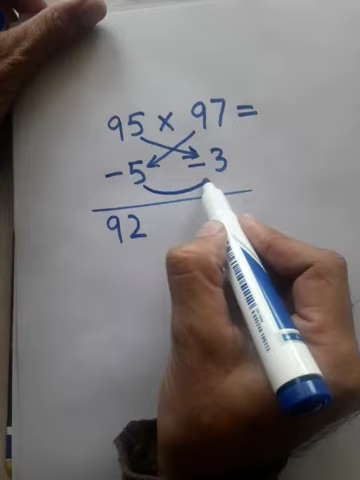 95 × 97 =
-5 -3
92